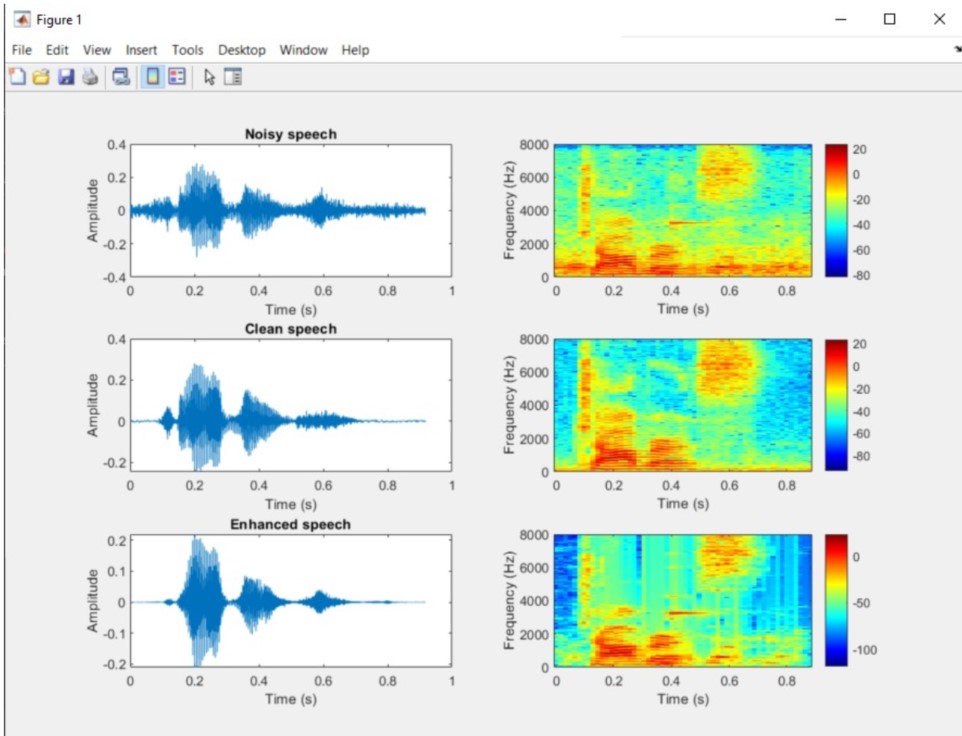 Figure 1
File Edit View Insert Tools Desktop Window Help
Noisy speech
Amplitude
0.4
0.2
0
-0.2
-0.4
0 0.2 0.4 0.6 0.8 1
Time (s)
Frequency (Hz)
8000
6000
4000
2000
0
0 0.2 0.4 0.6 0.8
Time (s)
20
0
-20
-40
-60
-80
Clean speech
Amplitude
0.4
0.2
0
-0.2
0 0.2 0.4 0.6 0.8 1
Time (s)
Frequency (Hz)
8000
6000
4000
2000
0
0 0.2 0.4 0.6 0.8
Time (s)
20
0
-20
-40
-60
-80
Enhanced speech
Amplitude
0.2
0.1
0
-0.1
-0.2
0 0.2 0.4 0.6 0.8 1
Time (s)
Frequency (Hz)
8000
6000
4000
2000
0
0 0.2 0.4 0.6 0.8
Time (s)
0
-50
-100